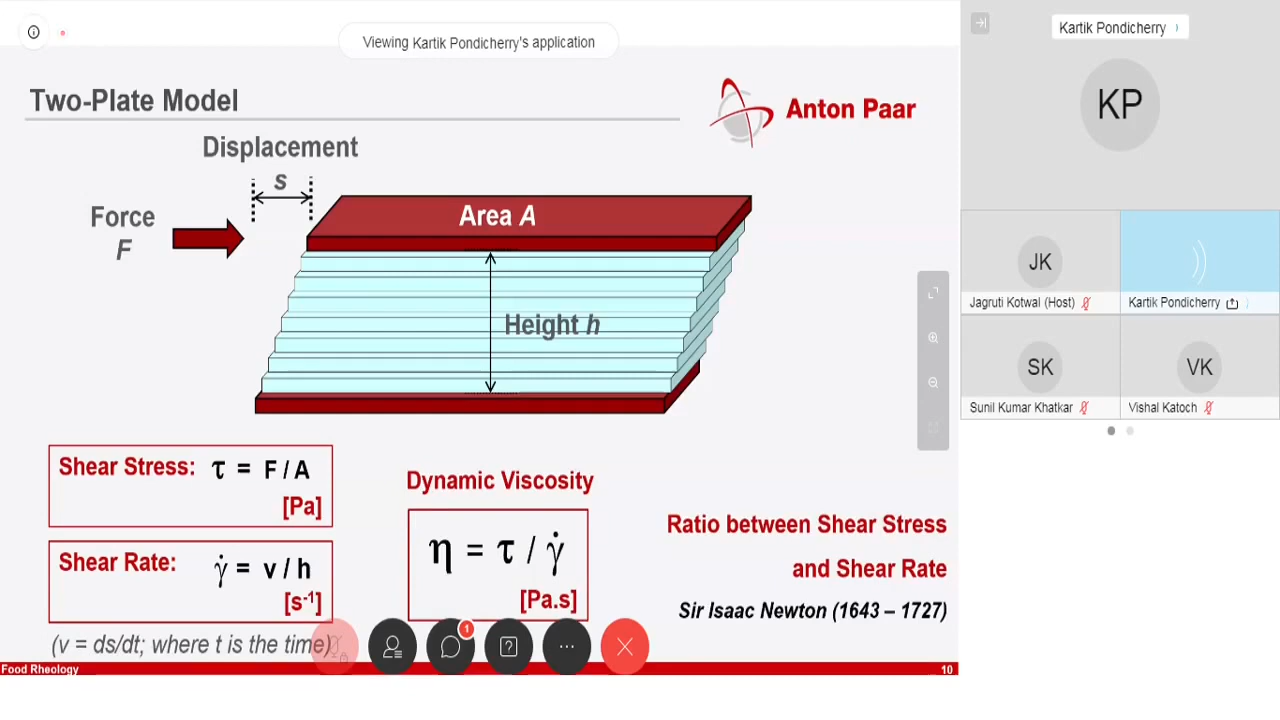 Viewing Kartik Pondicherry's application
Two-Plate Model
Anton Paar
Displacement
s
Force
F
Area A
Height h
Shear Stress: τ = F / A
[Pa]
Shear Rate: γ̇ = v / h
[s⁻¹]
(v = ds/dt; where t is the time)
Dynamic Viscosity
η = τ / γ̇
[Pa.s]
Ratio between Shear Stress
and Shear Rate
Sir Isaac Newton (1643 – 1727)
1
Food Rheology
10
Kartik Pondicherry
KP
JK
Jagruti Kotwal (Host)
Kartik Pondicherry
SK
Sunil Kumar Khatkar
VK
Vishal Katoch